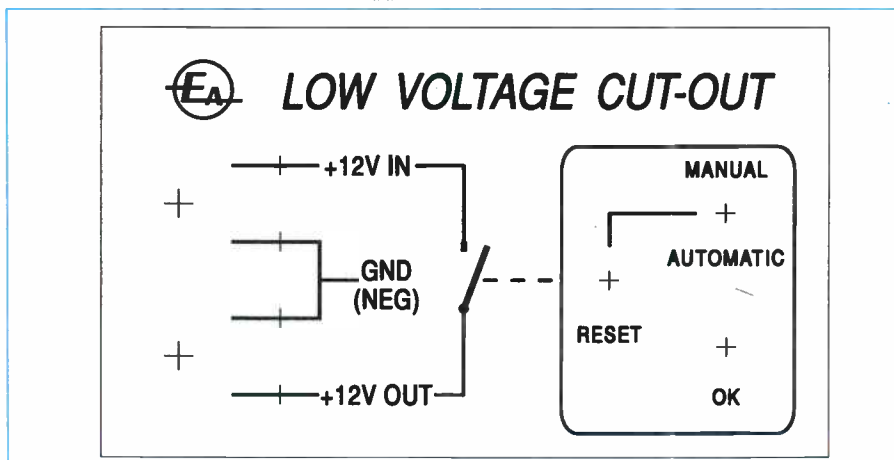 EA LOW VOLTAGE CUT-OUT
+12V IN
GND
(NEG)
+12V OUT
MANUAL
AUTOMATIC
RESET
OK